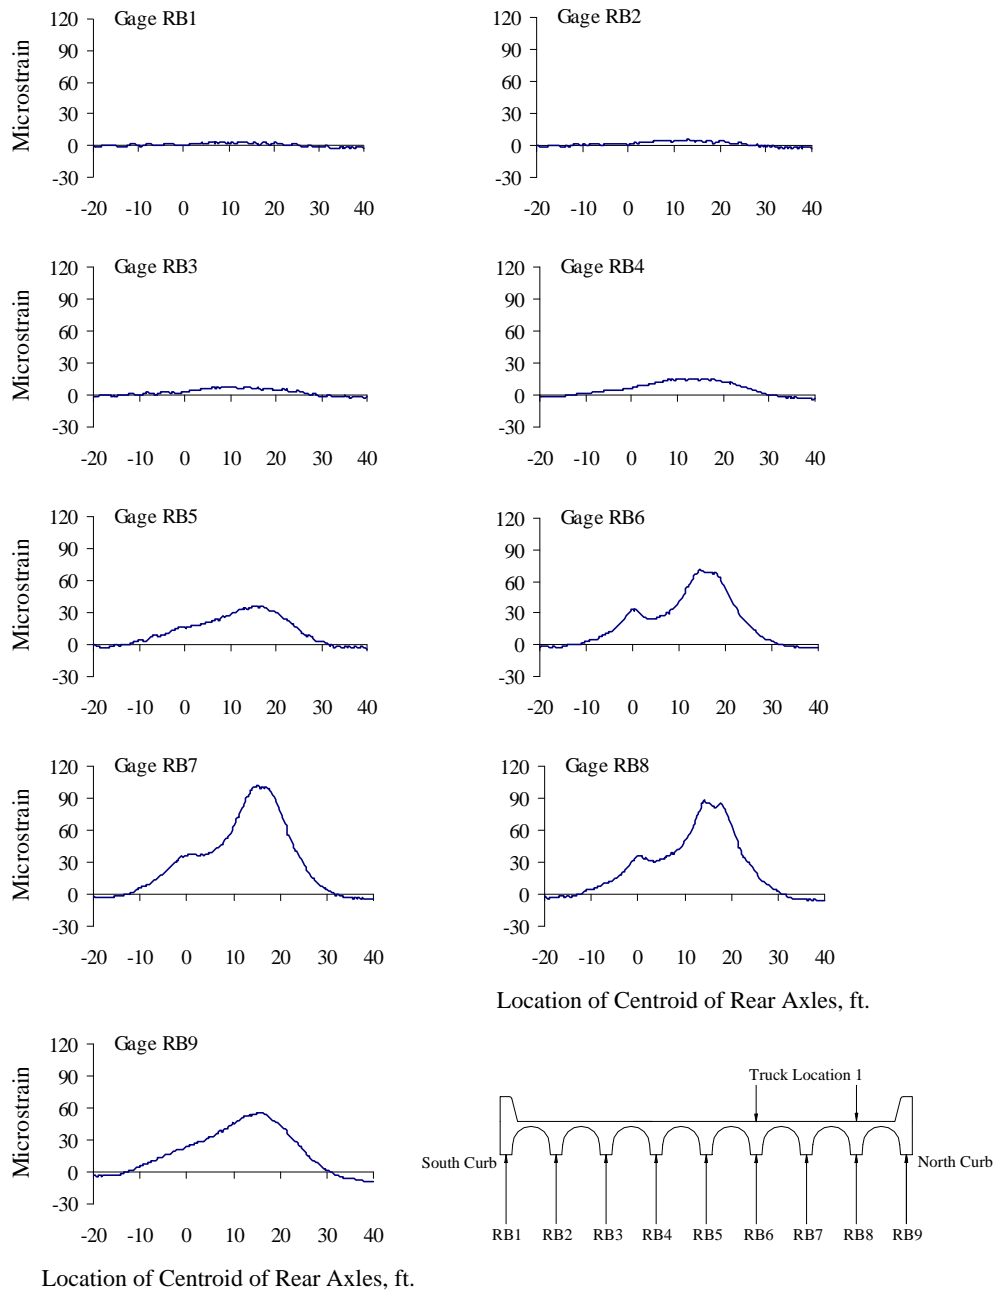 Gage RB1
Microstrain
120
90
60
30
0
-30
-20 -10 0 10 20 30 40
Gage RB2
120
90
60
30
0
-30
-20 -10 0 10 20 30 40
Gage RB3
Microstrain
120
90
60
30
0
-30
-20 -10 0 10 20 30 40
Gage RB4
120
90
60
30
0
-30
-20 -10 0 10 20 30 40
Gage RB5
Microstrain
120
90
60
30
0
-30
-20 -10 0 10 20 30 40
Gage RB6
120
90
60
30
0
-30
-20 -10 0 10 20 30 40
Gage RB7
Microstrain
120
90
60
30
0
-30
-20 -10 0 10 20 30 40
Gage RB8
120
90
60
30
0
-30
-20 -10 0 10 20 30 40
Location of Centroid of Rear Axles, ft.
Gage RB9
Microstrain
120
90
60
30
0
-30
-20 -10 0 10 20 30 40
Location of Centroid of Rear Axles, ft.
Truck Location 1
South Curb
North Curb
RB1 RB2 RB3 RB4 RB5 RB6 RB7 RB8 RB9